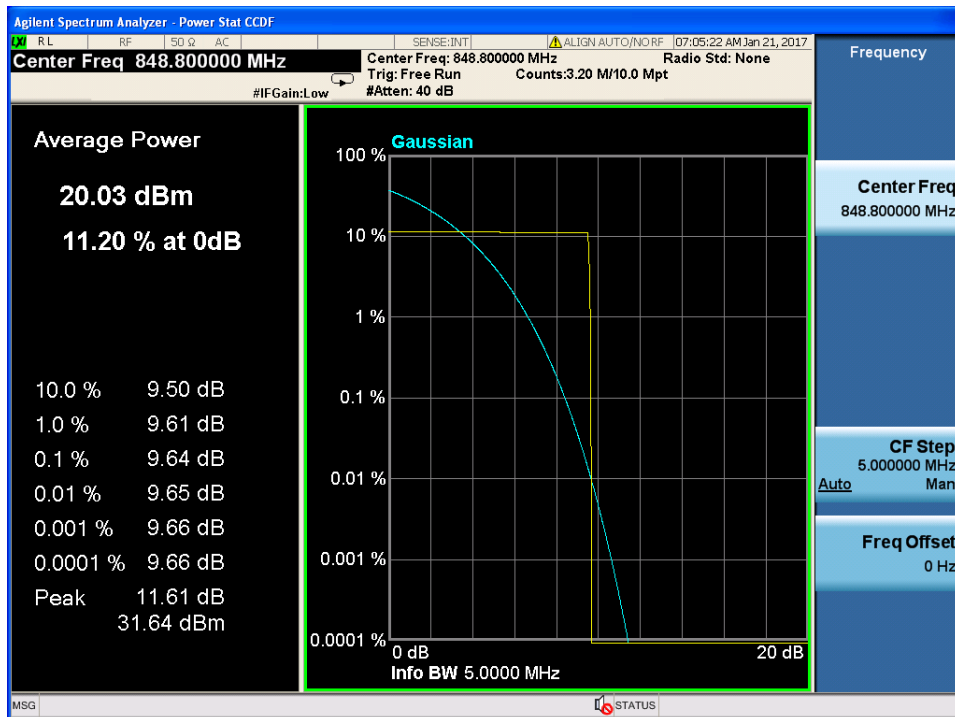 Agilent Spectrum Analyzer - Power Stat CCDF
LXI RL RF 50 Ω AC SENSE:INT ALIGN AUTO/NO RF 07:05:22 AM Jan 21, 2017
Center Freq 848.800000 MHz
Center Freq: 848.800000 MHz Radio Std: None
Trig: Free Run Counts:3.20 M/10.0 Mpt
#IFGain:Low #Atten: 40 dB
Average Power
20.03 dBm
11.20 % at 0dB
10.0 % 9.50 dB
1.0 % 9.61 dB
0.1 % 9.64 dB
0.01 % 9.65 dB
0.001 % 9.66 dB
0.0001 % 9.66 dB
Peak 11.61 dB
31.64 dBm
Gaussian
100 %
10 %
1 %
0.1 %
0.01 %
0.001 %
0.0001 %
0 dB 20 dB
Info BW 5.0000 MHz
Frequency
Center Freq
848.800000 MHz
CF Step
5.000000 MHz
Auto Man
Freq Offset
0 Hz
MSG STATUS